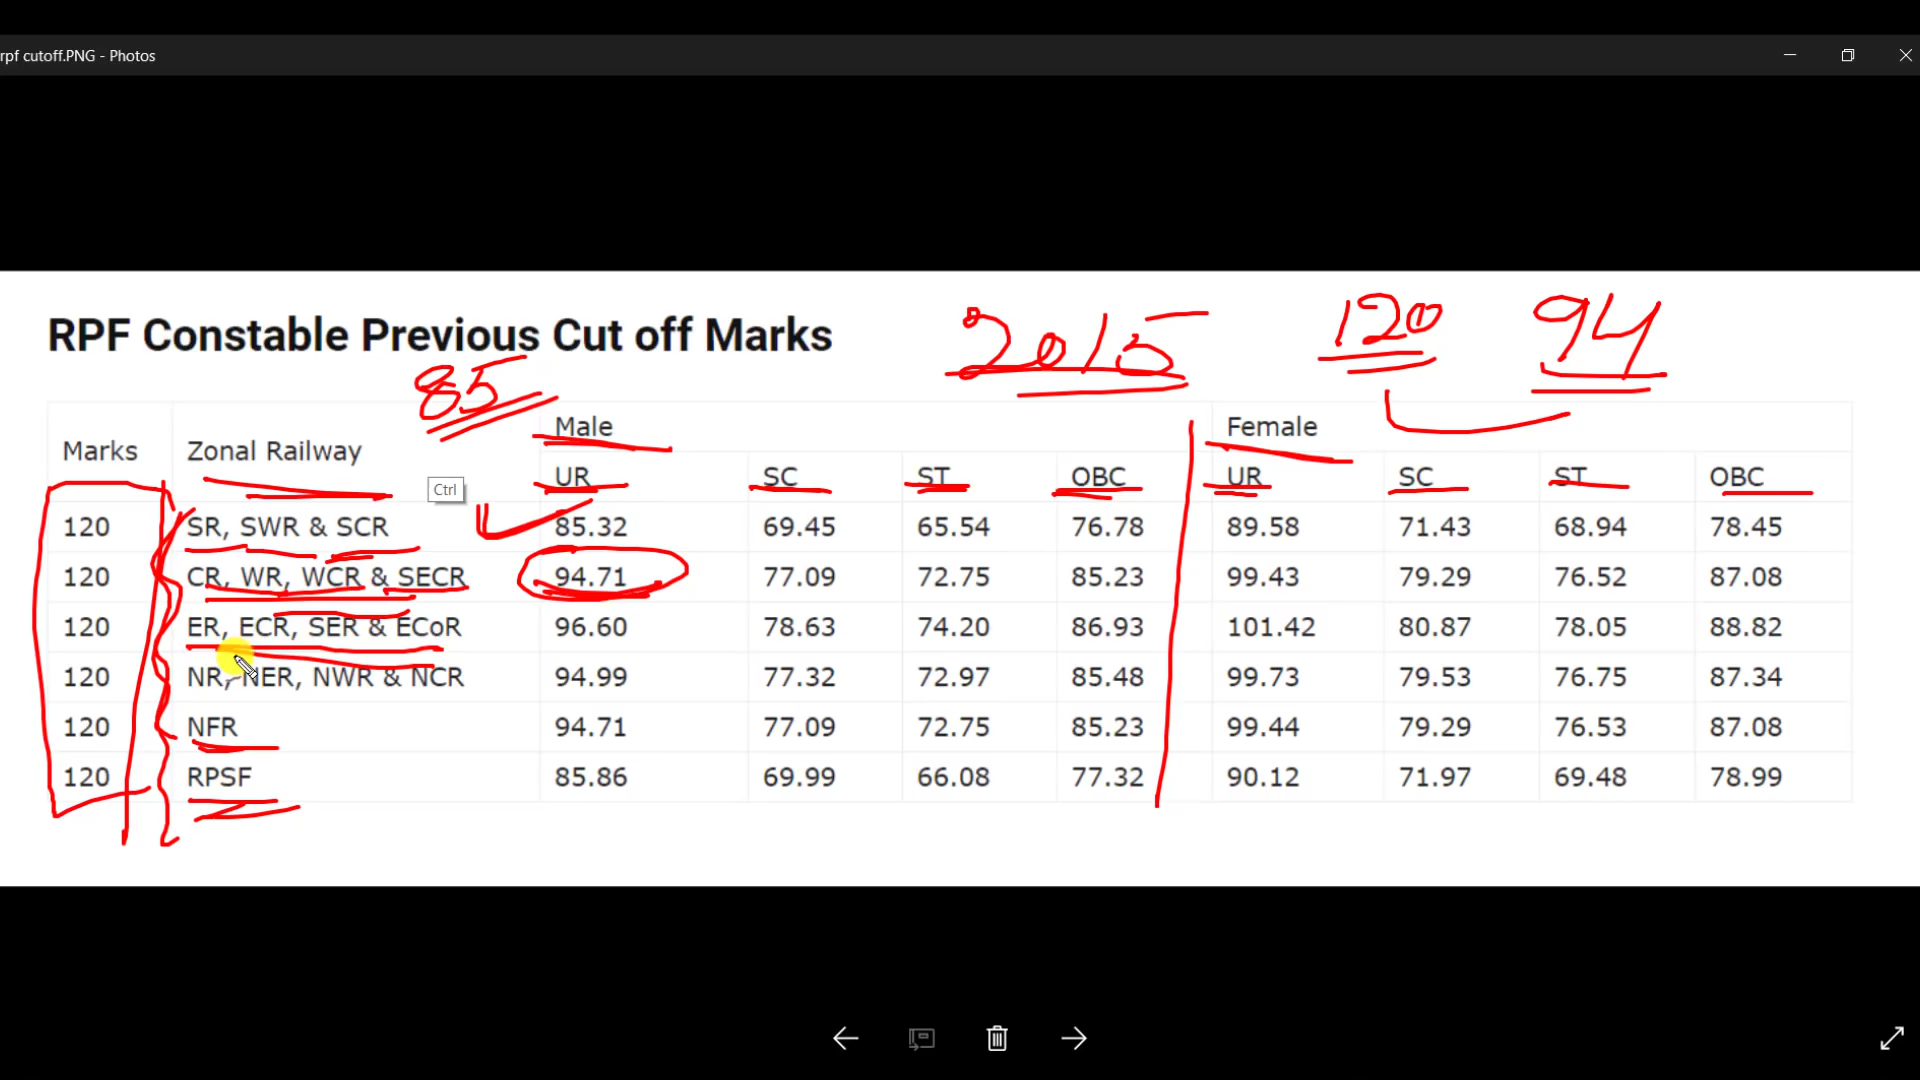 rpf cutoff.PNG - Photos
RPF Constable Previous Cut off Marks
2015
120
94
85
Male
Female
Marks
Zonal Railway
Ctrl
UR SC ST OBC UR SC ST OBC
120 SR, SWR & SCR 85.32 69.45 65.54 76.78 89.58 71.43 68.94 78.45
120 CR, WR, WCR & SECR 94.71 77.09 72.75 85.23 99.43 79.29 76.52 87.08
120 ER, ECR, SER & ECoR 96.60 78.63 74.20 86.93 101.42 80.87 78.05 88.82
120 NR, NER, NWR & NCR 94.99 77.32 72.97 85.48 99.73 79.53 76.75 87.34
120 NFR 94.71 77.09 72.75 85.23 99.44 79.29 76.53 87.08
120 RPSF 85.86 69.99 66.08 77.32 90.12 71.97 69.48 78.99